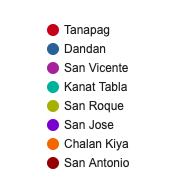 Tanapag
Dandan
San Vicente
Kanat Tabla
San Roque
San Jose
Chalan Kiya
San Antonio